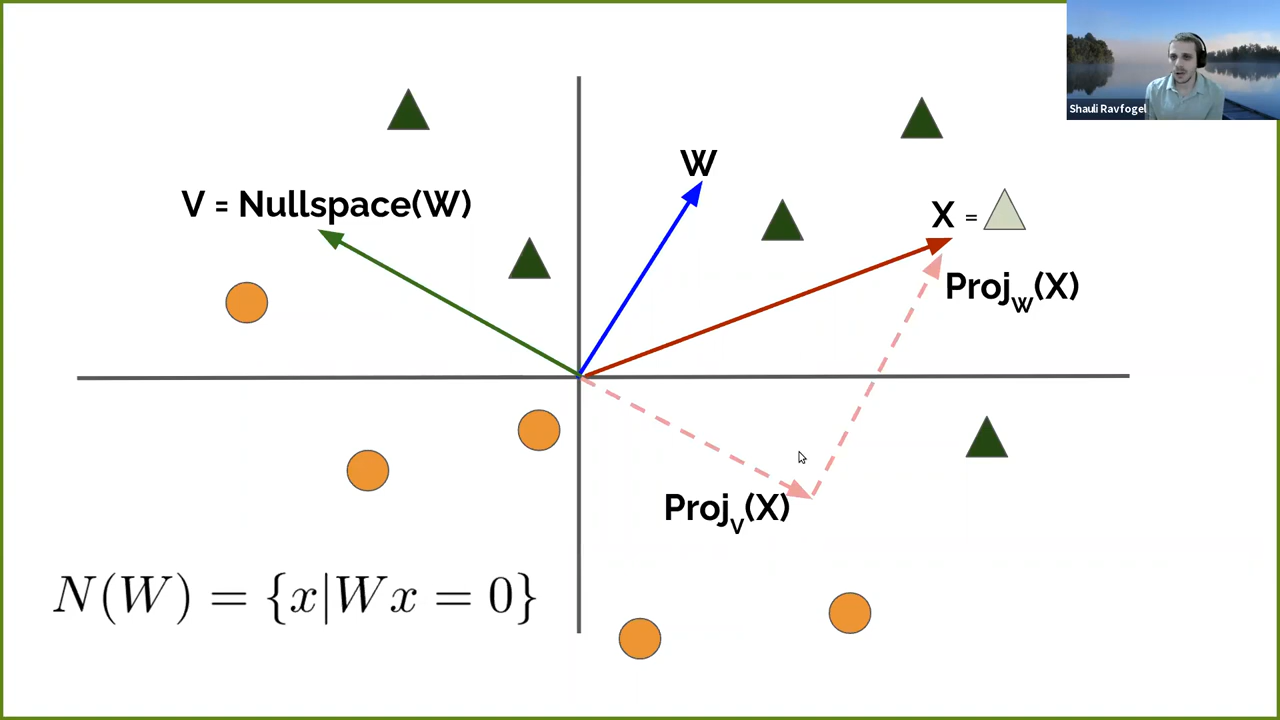 Shauli Ravfogel
W
V = Nullspace(W)
X =
Proj_W(X)
Proj_V(X)
N(W) = {x|Wx = 0}